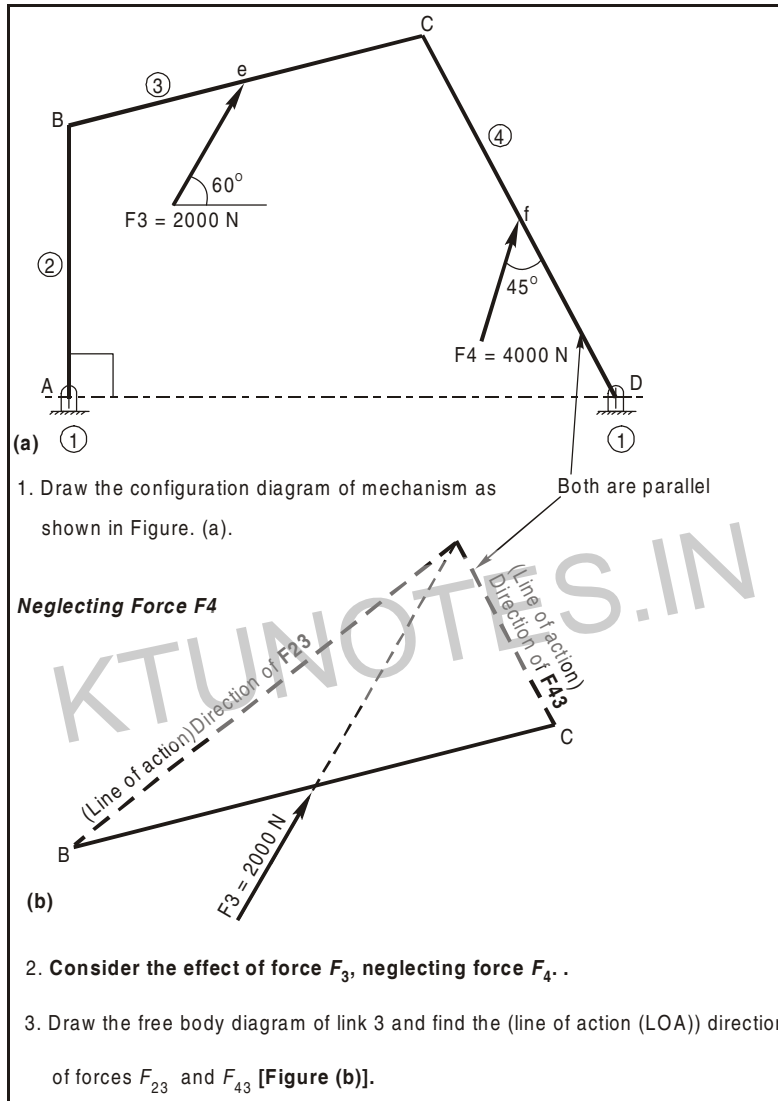 C
e
③
B
④
60°
F3 = 2000 N
f
②
45°
F4 = 4000 N
A
D
(a)
①
①
1. Draw the configuration diagram of mechanism as
Both are parallel
shown in Figure. (a).
Neglecting Force F4
(Line of action)
Direction of F43
(Line of action)Direction of F23
KTUNOTES.IN
C
B
F3 = 2000 N
(b)
2. Consider the effect of force F₃, neglecting force F₄. .
3. Draw the free body diagram of link 3 and find the (line of action (LOA)) direction
of forces F₂₃ and F₄₃ [Figure (b)].